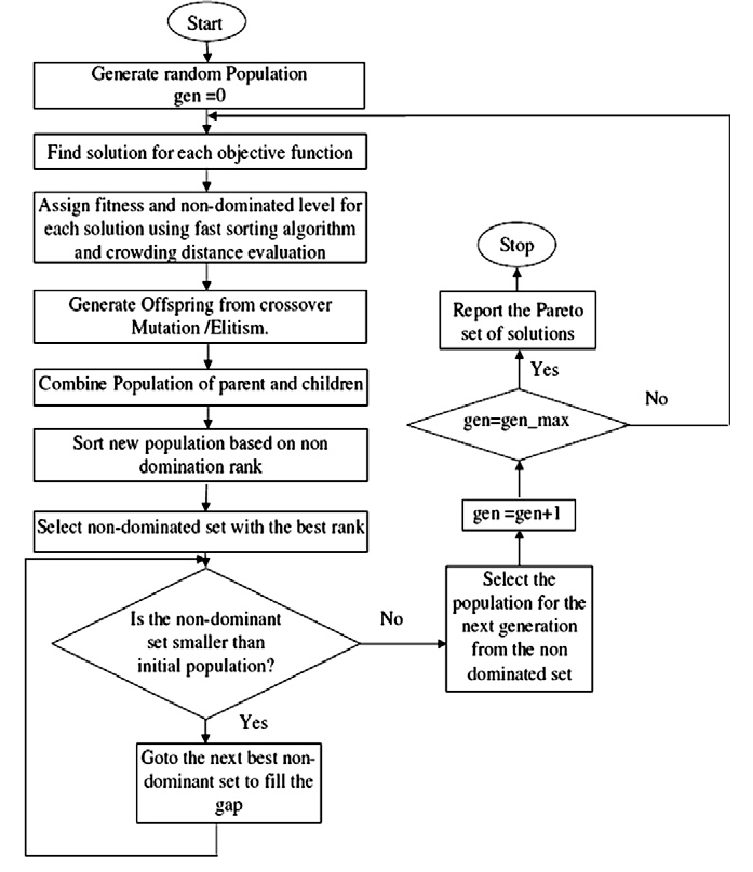 Start
Generate random Population
gen =0
Find solution for each objective function
Assign fitness and non-dominated level for
each solution using fast sorting algorithm
and crowding distance evaluation
Generate Offspring from crossover
Mutation /Elitism.
Combine Population of parent and children
Sort new population based on non
domination rank
Select non-dominated set with the best rank
Is the non-dominant
set smaller than
initial population?
No
Yes
Goto the next best non-
dominant set to fill the
gap
Select the
population for the
next generation
from the non
dominated set
gen =gen+1
gen=gen_max
No
Yes
Report the Pareto
set of solutions
Stop